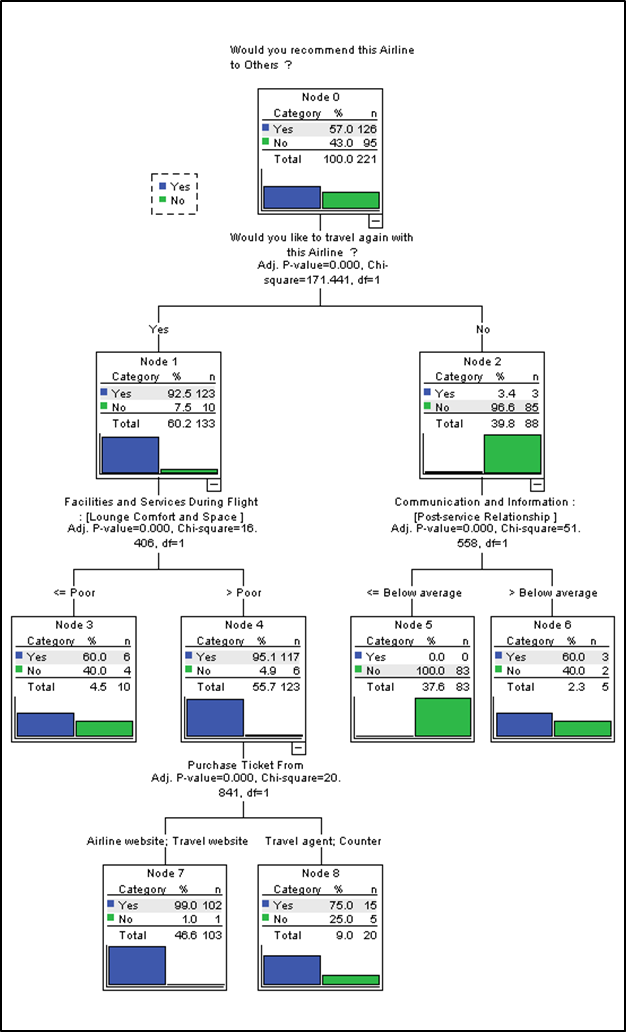 Would you recommend this Airline
to Others ?
Node 0
Category % n
Yes 57.0 126
No 43.0 95
Total 100.0 221
Yes
No
Would you like to travel again with
this Airline ?
Adj. P-value=0.000, Chi-
square=171.441, df=1
Yes
No
Node 1
Category % n
Yes 92.5 123
No 7.5 10
Total 60.2 133
Node 2
Category % n
Yes 3.4 3
No 96.6 85
Total 39.8 88
Facilities and Services During Flight
: [Lounge Comfort and Space ]
Adj. P-value=0.000, Chi-square=16.
406, df=1
Communication and Information :
[Post-service Relationship ]
Adj. P-value=0.000, Chi-square=51.
558, df=1
<= Poor
> Poor
<= Below average
> Below average
Node 3
Category % n
Yes 60.0 6
No 40.0 4
Total 4.5 10
Node 4
Category % n
Yes 95.1 117
No 4.9 6
Total 55.7 123
Node 5
Category % n
Yes 0.0 0
No 100.0 83
Total 37.6 83
Node 6
Category % n
Yes 60.0 3
No 40.0 2
Total 2.3 5
Purchase Ticket From
Adj. P-value=0.000, Chi-square=20.
841, df=1
Airline website; Travel website
Travel agent; Counter
Node 7
Category % n
Yes 99.0 102
No 1.0 1
Total 46.6 103
Node 8
Category % n
Yes 75.0 15
No 25.0 5
Total 9.0 20